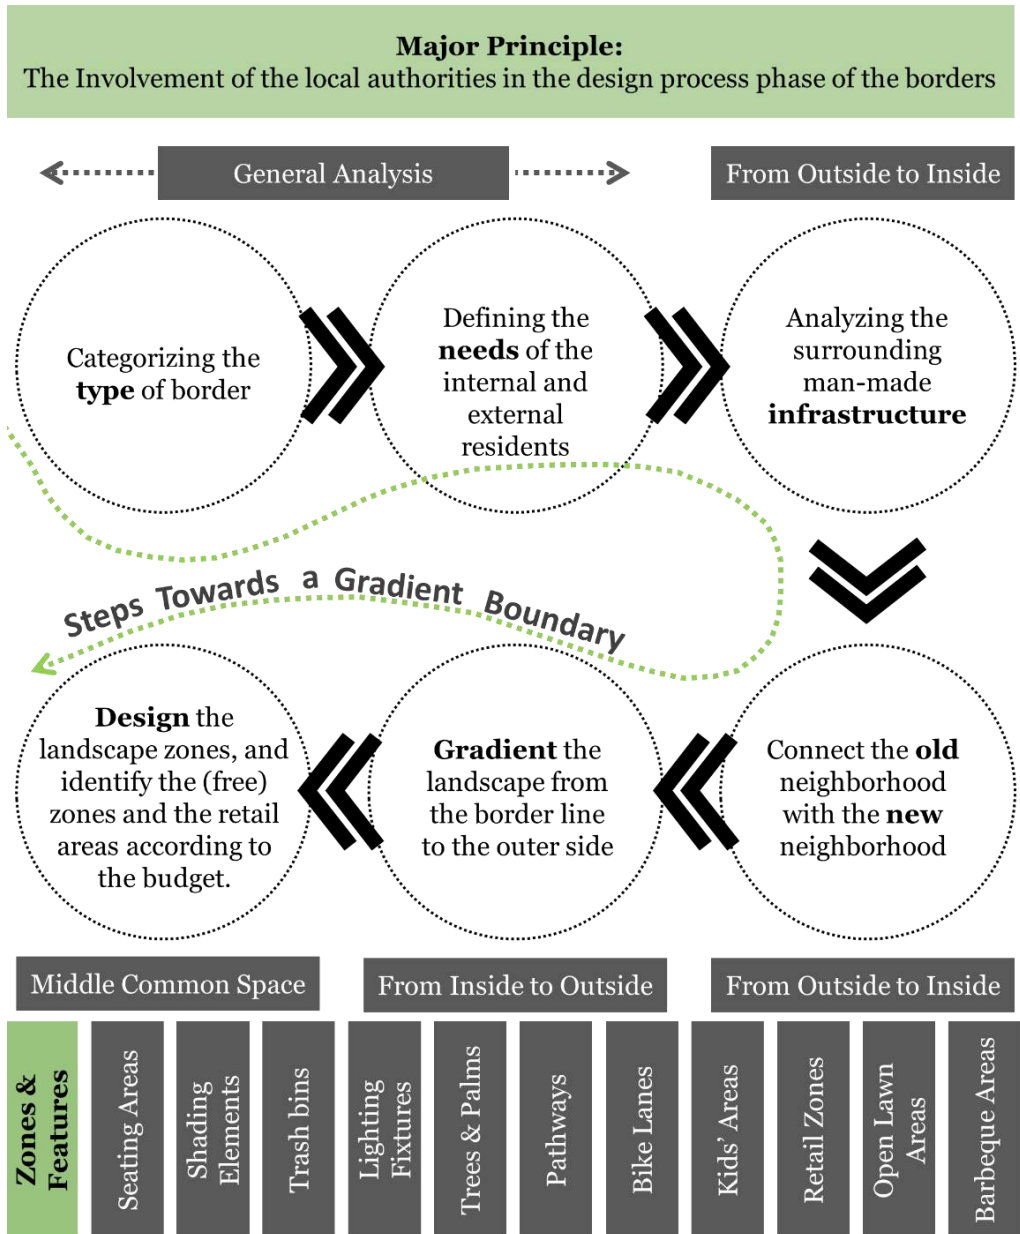 Major Principle:
The Involvement of the local authorities in the design process phase of the borders
General Analysis
From Outside to Inside
Categorizing the
type of border
Defining the
needs of the
internal and
external
residents
Analyzing the
surrounding
man-made
infrastructure
Steps Towards a Gradient Boundary
Design the
landscape zones, and
identify the (free)
zones and the retail
areas according to
the budget.
Gradient the
landscape from
the border line
to the outer side
Connect the old
neighborhood
with the new
neighborhood
Middle Common Space
From Inside to Outside
From Outside to Inside
Zones &
Features
Seating Areas
Shading
Elements
Trash bins
Lighting
Fixtures
Trees & Palms
Pathways
Bike Lanes
Kids' Areas
Retail Zones
Open Lawn
Areas
Barbeque Areas